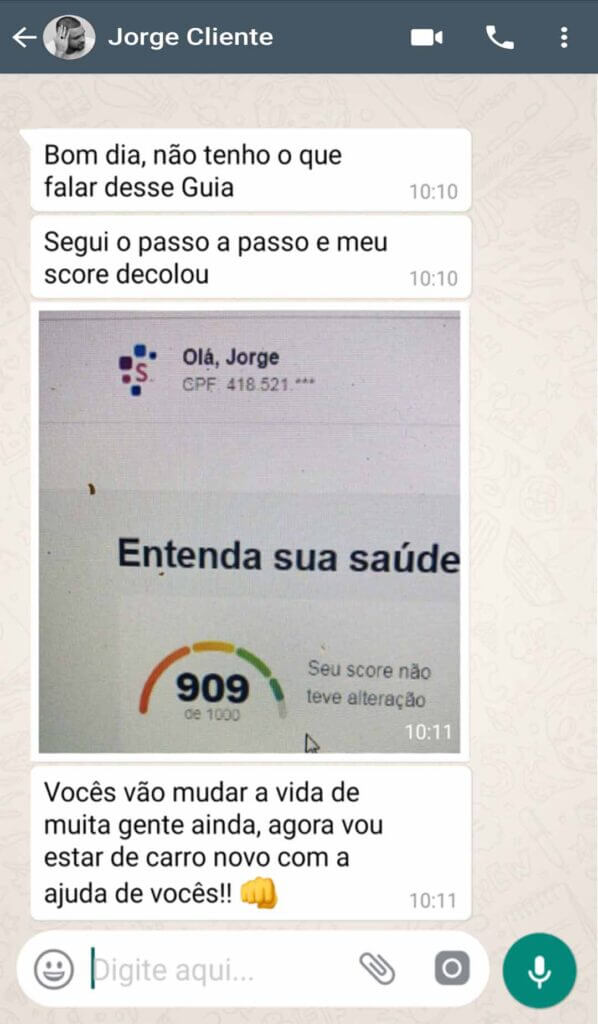 Jorge Cliente
Bom dia, não tenho o que
falar desse Guia
10:10
Segui o passo a passo e meu
score decolou
10:10
S
Olá, Jorge
CPF: 418.521.***
Entenda sua saúde
909
de 1000
Seu score não
teve alteração
10:11
Vocês vão mudar a vida de
muita gente ainda, agora vou
estar de carro novo com a
ajuda de vocês!! 👊
10:11
Digite aqui...